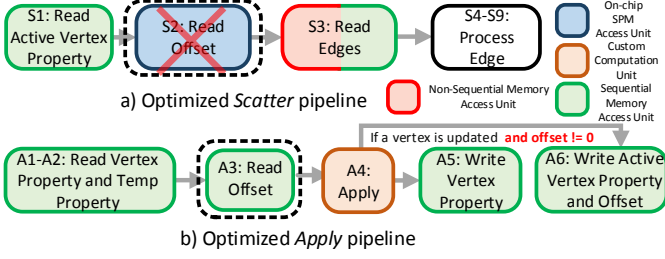 S1: Read
Active Vertex
Property
S2: Read
Offset
S3: Read
Edges
S4-S9:
Process
Edge
On-chip
SPM
Access Unit
Custom
Computation
Unit
Sequential
Memory
Access Unit
Non-Sequential Memory
Access Unit
a) Optimized Scatter pipeline
If a vertex is updated and offset != 0
A1-A2: Read Vertex
Property and Temp
Property
A3: Read
Offset
A4:
Apply
A5: Write
Vertex
Property
A6: Write Active
Vertex Property
and Offset
b) Optimized Apply pipeline